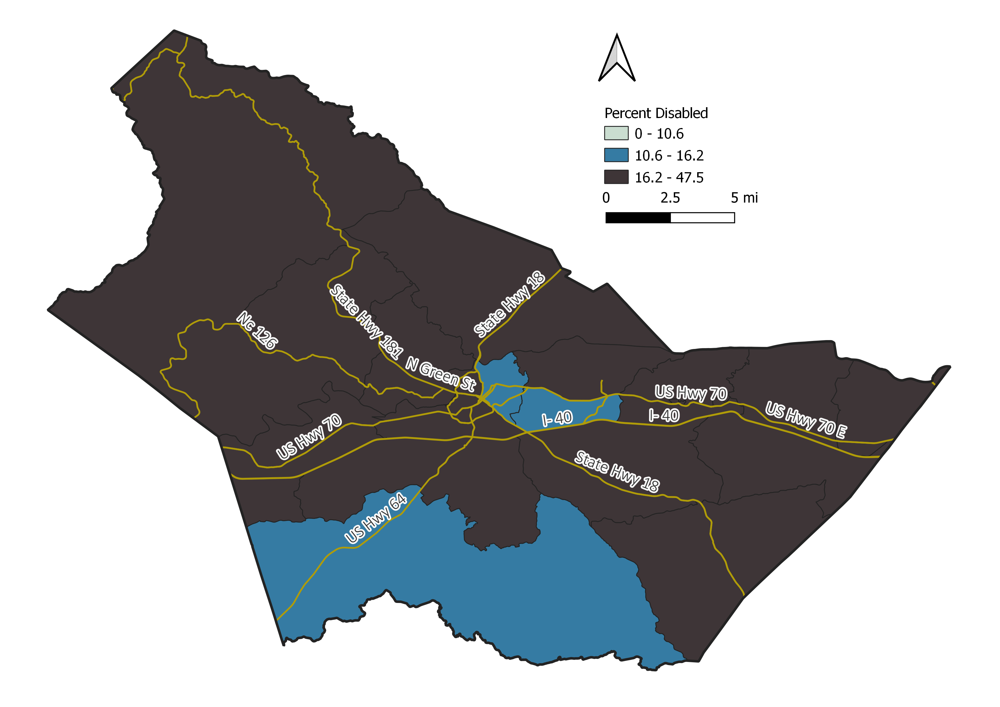 Percent Disabled
0 - 10.6
10.6 - 16.2
16.2 - 47.5
0 2.5 5 mi
State Hwy 18
State Hwy 181
Nc 126
N Green St
US Hwy 70
I- 40
US Hwy 70 E
I- 40
US Hwy 70
State Hwy 18
US Hwy 64